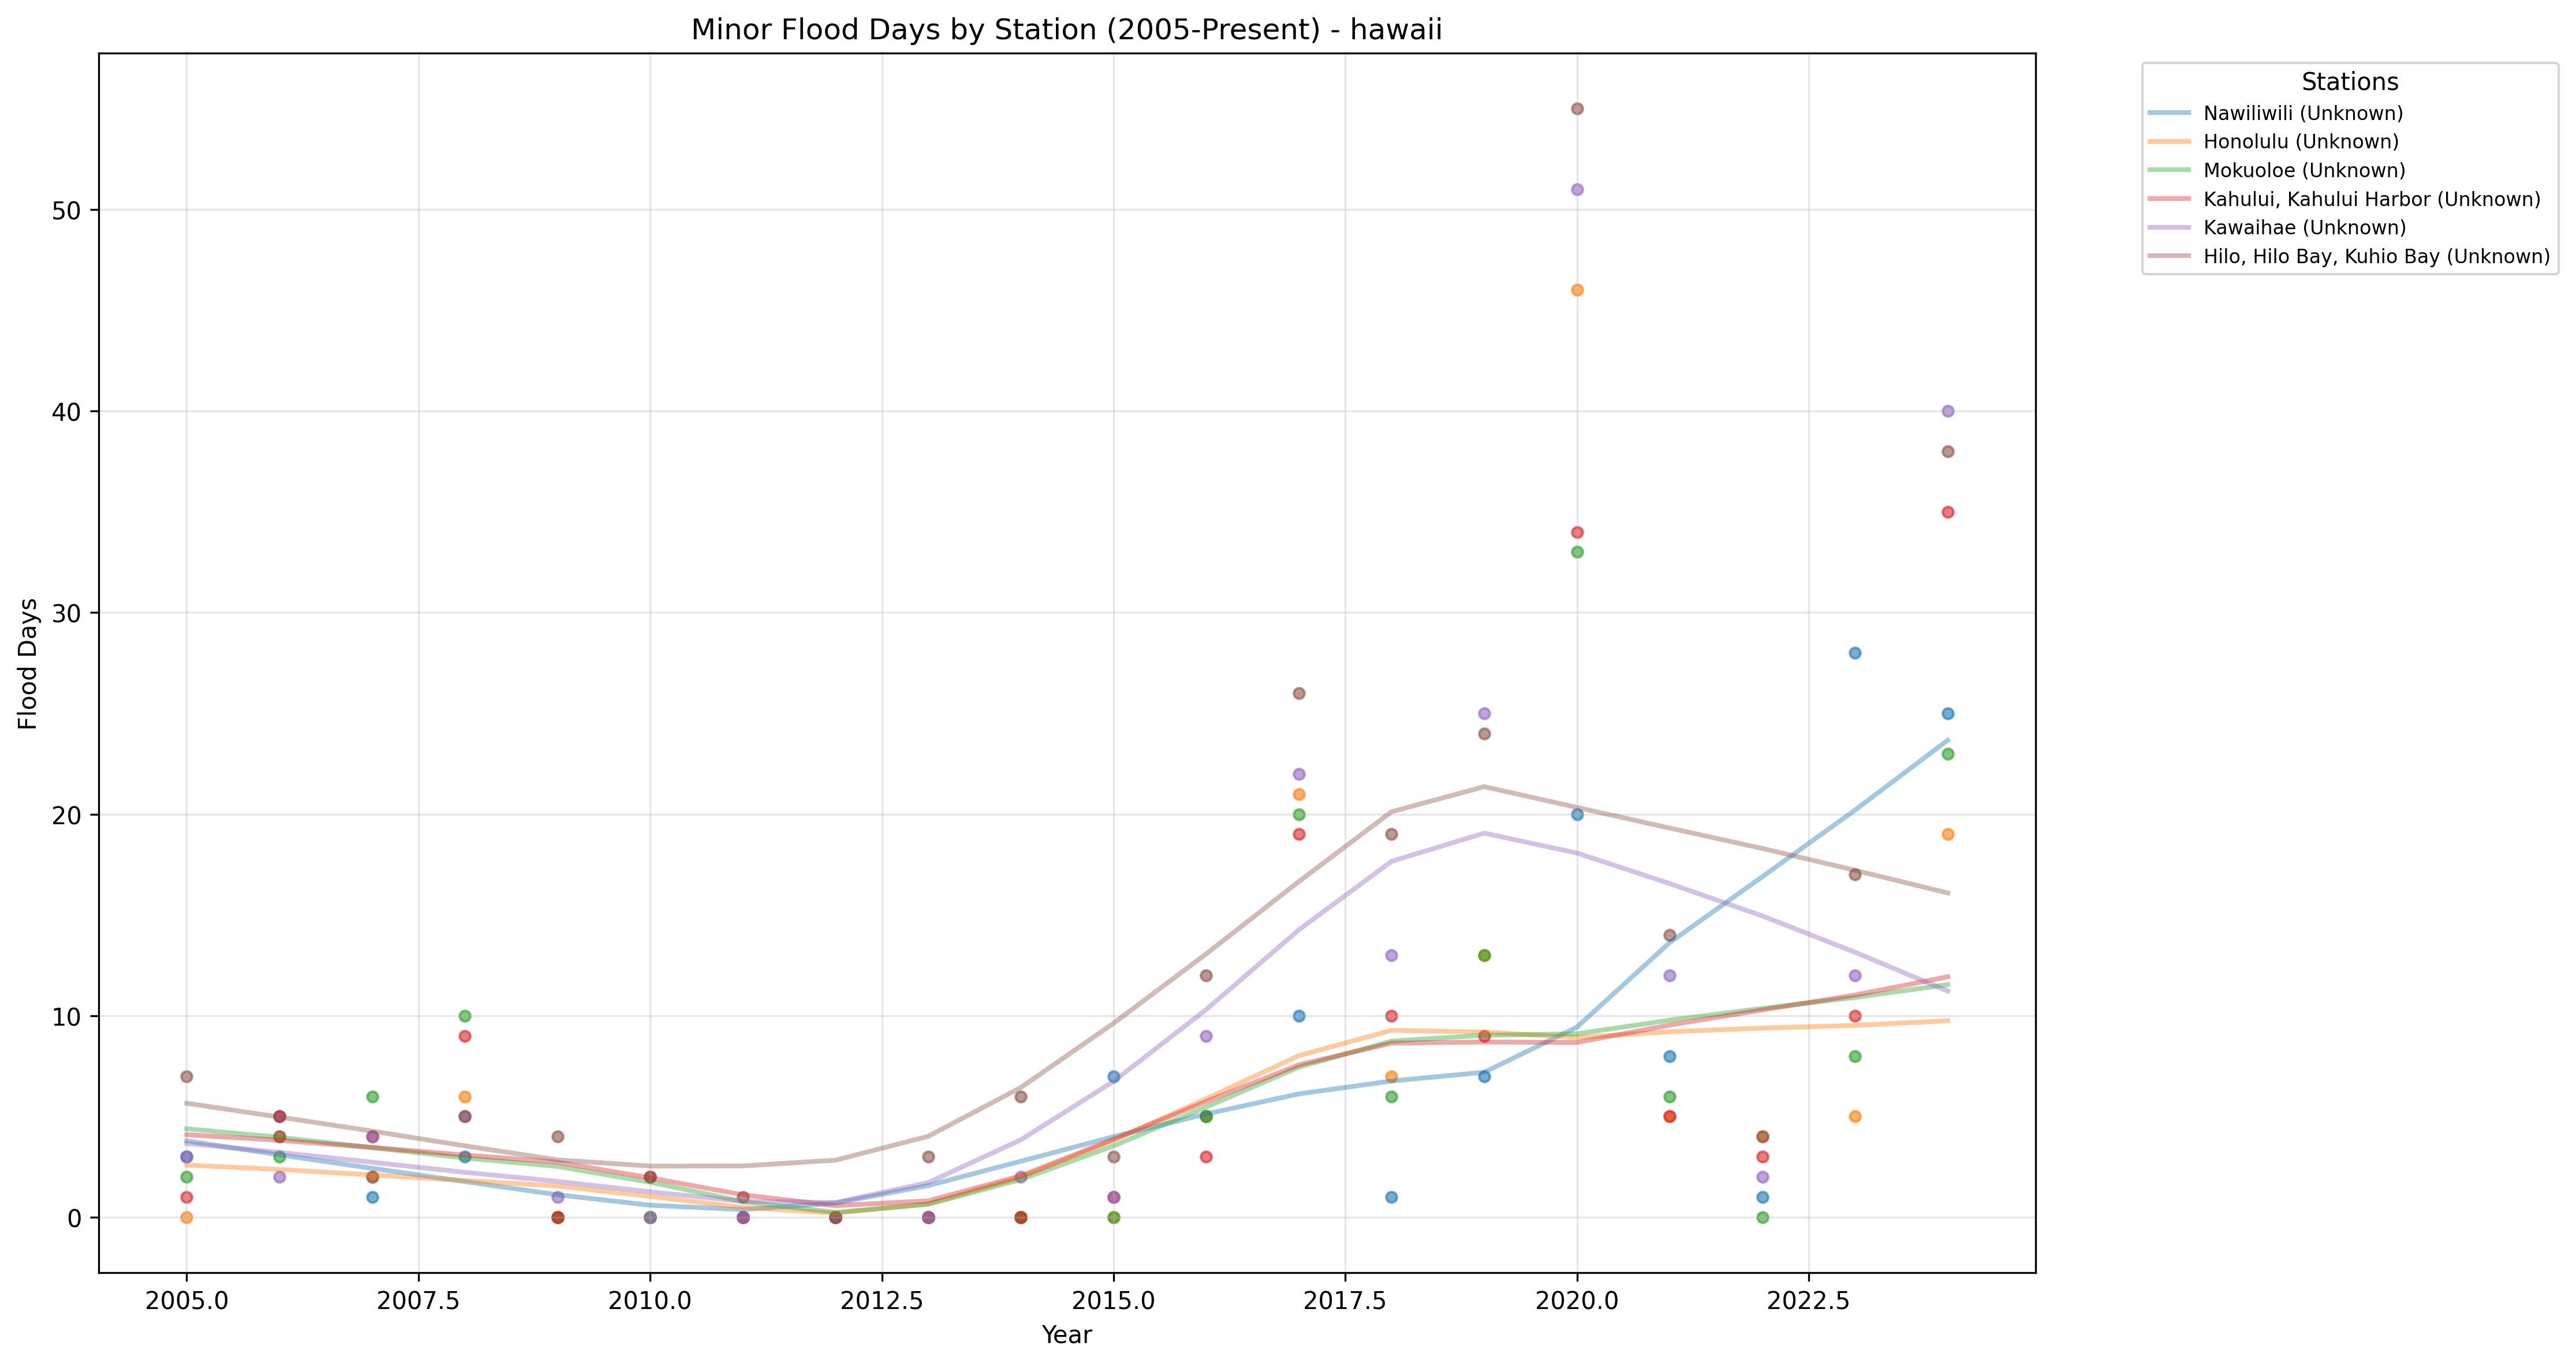 Minor Flood Days by Station (2005-Present) - hawaii
Stations
Nawiliwili (Unknown)
Honolulu (Unknown)
Mokuoloe (Unknown)
Kahului, Kahului Harbor (Unknown)
Kawaihae (Unknown)
Hilo, Hilo Bay, Kuhio Bay (Unknown)
Flood Days
50
40
30
20
10
0
2005.0 2007.5 2010.0 2012.5 2015.0 2017.5 2020.0 2022.5
Year